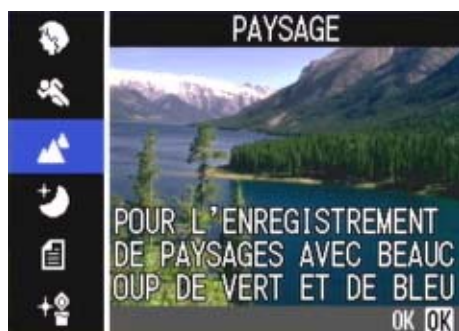 PAYSAGE
POUR L'ENREGISTREMENT
DE PAYSAGES AVEC BEAUC
OUP DE VERT ET DE BLEU
OK OK